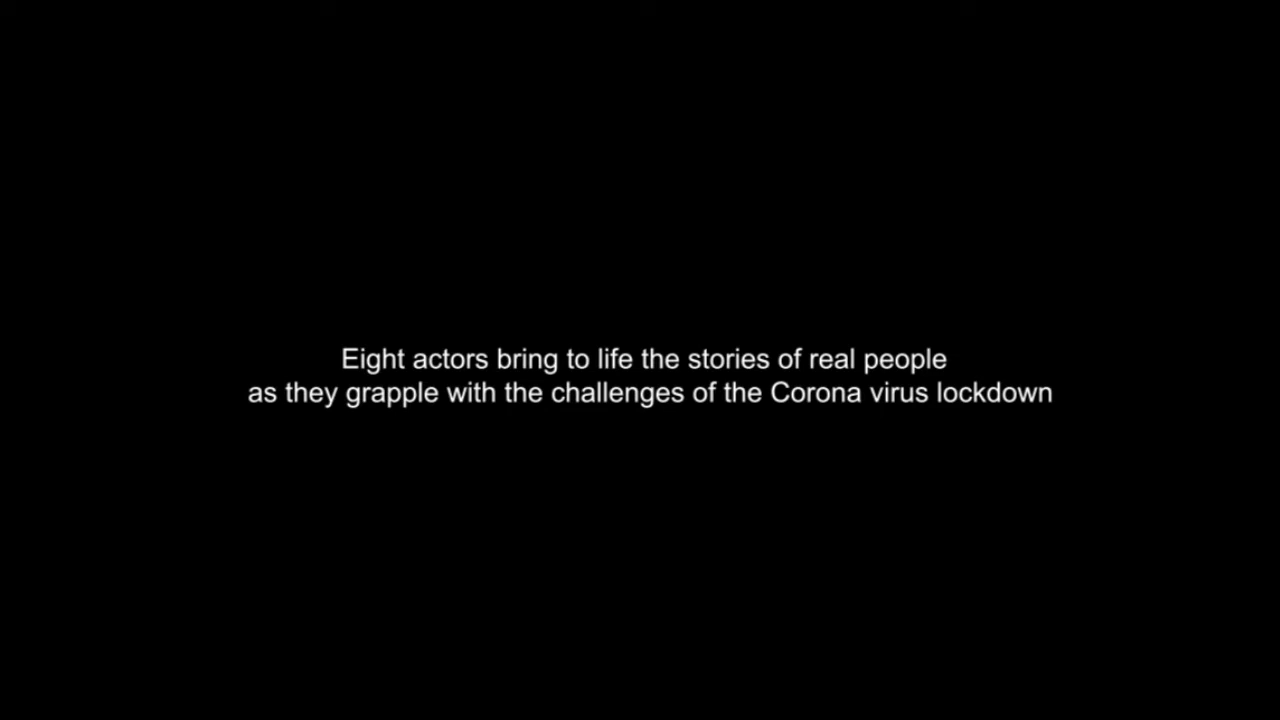 Eight actors bring to life the stories of real people
as they grapple with the challenges of the Corona virus lockdown